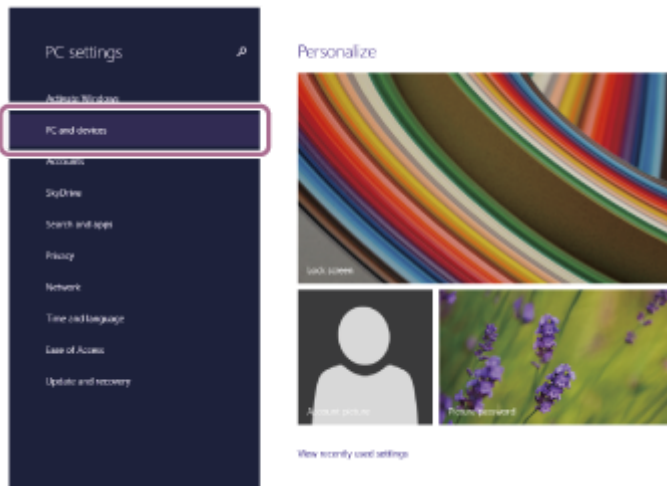 PC settings
Activate Windows
PC and devices
Accounts
SkyDrive
Search and apps
Privacy
Network
Time and language
Ease of Access
Update and recovery
Personalize
Lock screen
Account picture
Picture password
View recently used settings